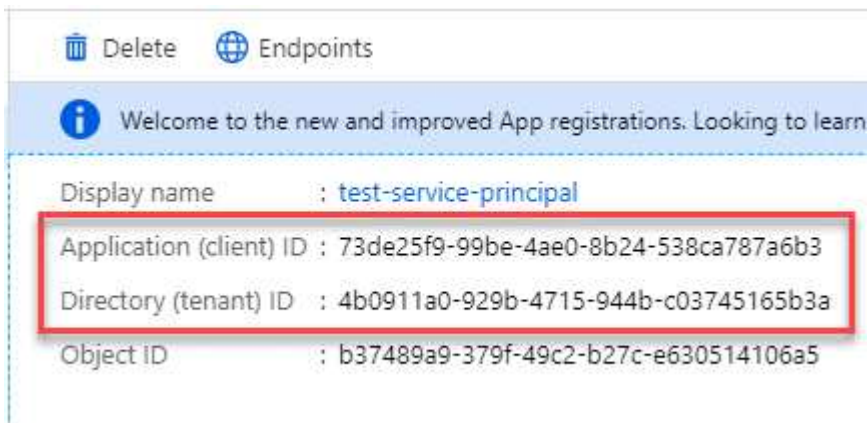 Delete Endpoints
Welcome to the new and improved App registrations. Looking to learn
Display name : test-service-principal
Application (client) ID : 73de25f9-99be-4ae0-8b24-538ca787a6b3
Directory (tenant) ID : 4b0911a0-929b-4715-944b-c03745165b3a
Object ID : b37489a9-379f-49c2-b27c-e630514106a5